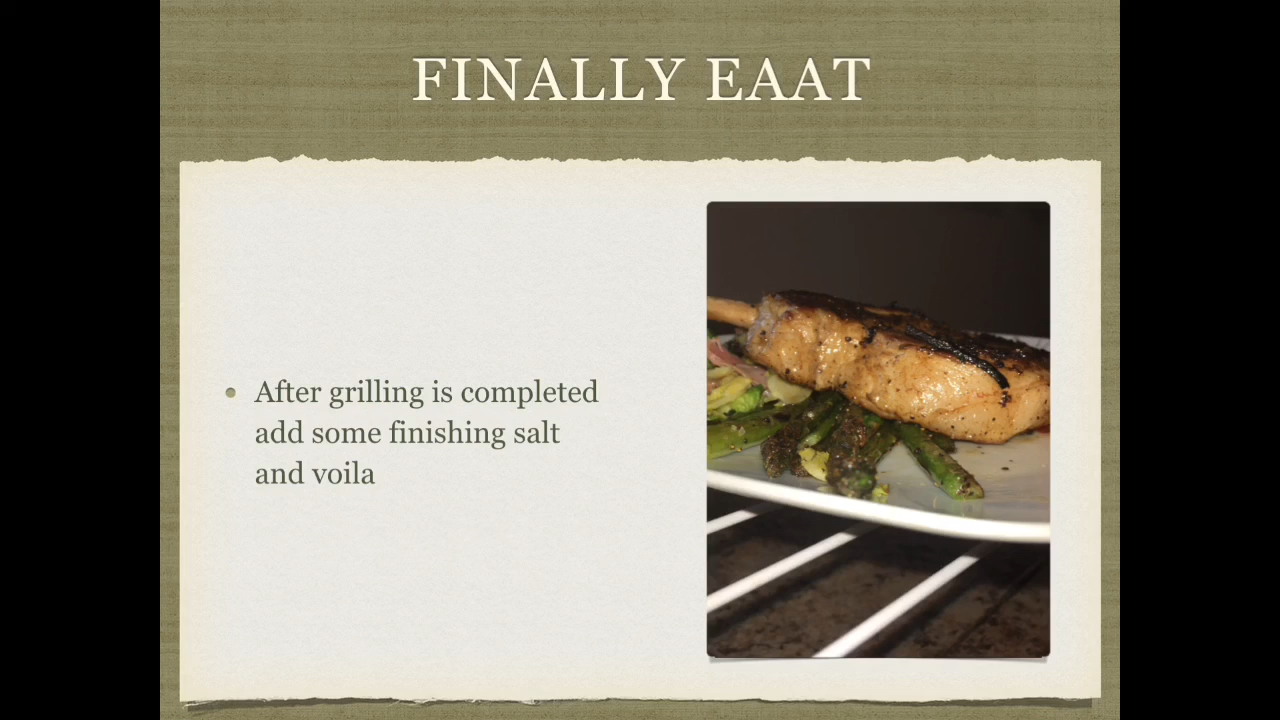 FINALLY EAAT
• After grilling is completed
add some finishing salt
and voila